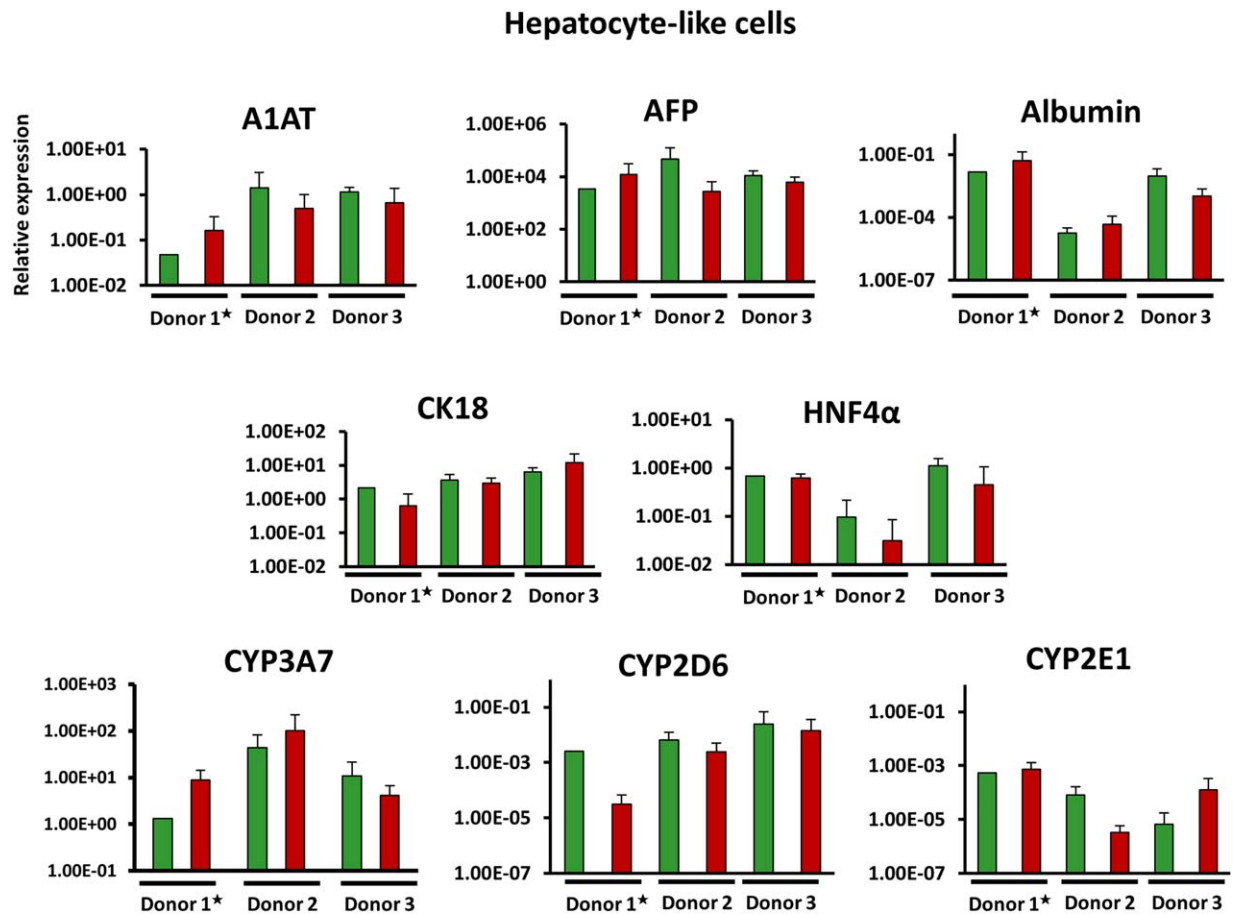 Hepatocyte-like cells
Relative expression
A1AT
1.00E+01
1.00E+00
1.00E-01
1.00E-02
Donor 1★ Donor 2 Donor 3
AFP
1.00E+06
1.00E+04
1.00E+02
1.00E+00
Donor 1★ Donor 2 Donor 3
Albumin
1.00E-01
1.00E-04
1.00E-07
Donor 1★ Donor 2 Donor 3
CK18
1.00E+02
1.00E+01
1.00E+00
1.00E-01
1.00E-02
Donor 1★ Donor 2 Donor 3
HNF4α
1.00E+01
1.00E+00
1.00E-01
1.00E-02
Donor 1★ Donor 2 Donor 3
CYP3A7
1.00E+03
1.00E+02
1.00E+01
1.00E+00
1.00E-01
Donor 1★ Donor 2 Donor 3
CYP2D6
1.00E-01
1.00E-03
1.00E-05
1.00E-07
Donor 1★ Donor 2 Donor 3
CYP2E1
1.00E-01
1.00E-03
1.00E-05
1.00E-07
Donor 1★ Donor 2 Donor 3